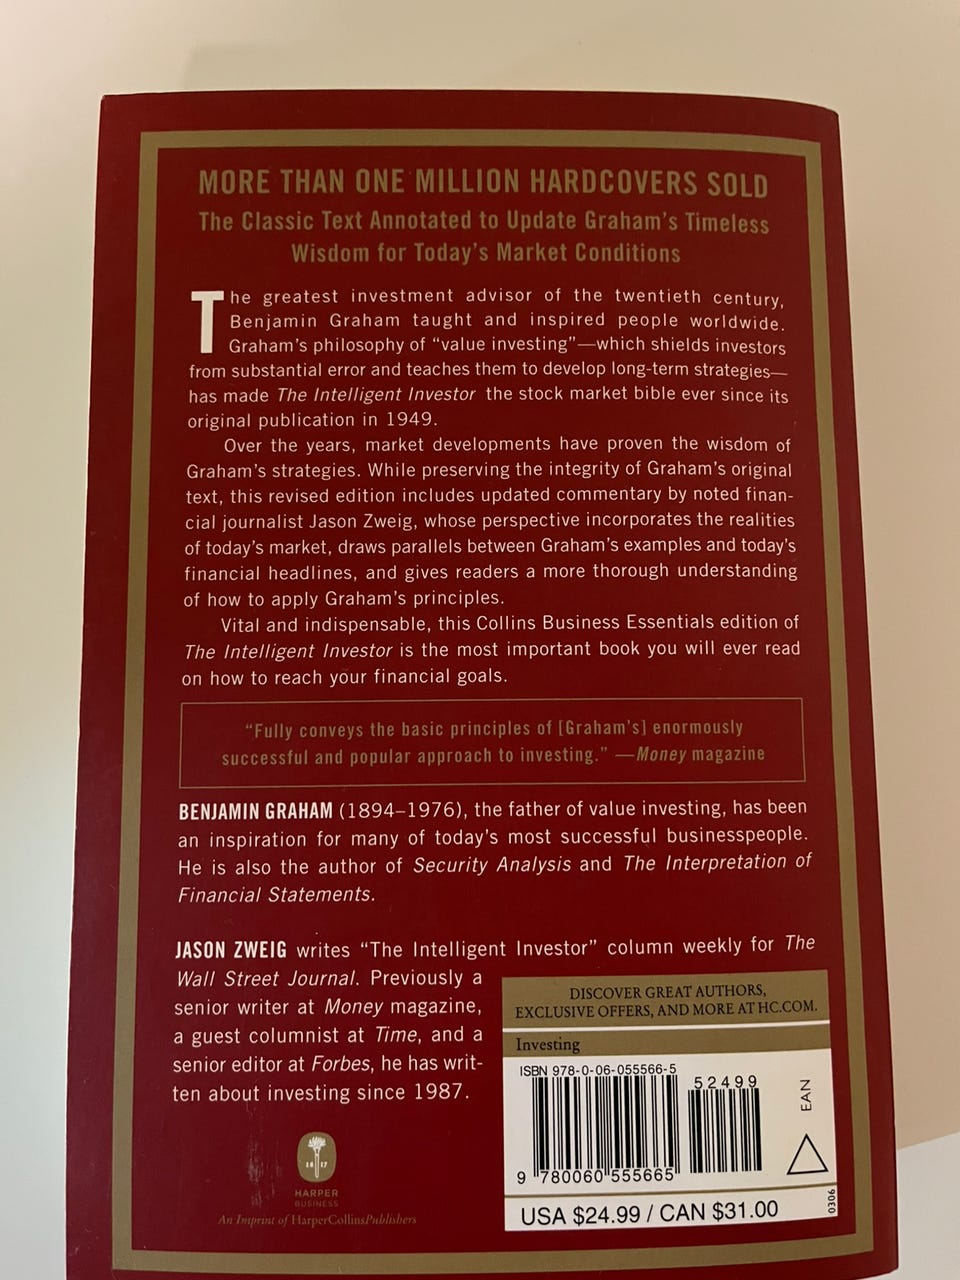 MORE THAN ONE MILLION HARDCOVERS SOLD
The Classic Text Annotated to Update Graham's Timeless
Wisdom for Today's Market Conditions
The greatest investment advisor of the twentieth century,
Benjamin Graham taught and inspired people worldwide.
Graham's philosophy of “value investing”—which shields investors
from substantial error and teaches them to develop long-term strategies—
has made The Intelligent Investor the stock market bible ever since its
original publication in 1949.
Over the years, market developments have proven the wisdom of
Graham's strategies. While preserving the integrity of Graham's original
text, this revised edition includes updated commentary by noted finan-
cial journalist Jason Zweig, whose perspective incorporates the realities
of today's market, draws parallels between Graham's examples and today's
financial headlines, and gives readers a more thorough understanding
of how to apply Graham's principles.
Vital and indispensable, this Collins Business Essentials edition of
The Intelligent Investor is the most important book you will ever read
on how to reach your financial goals.
“Fully conveys the basic principles of [Graham's] enormously
successful and popular approach to investing.” —Money magazine
BENJAMIN GRAHAM (1894–1976), the father of value investing, has been
an inspiration for many of today's most successful businesspeople.
He is also the author of Security Analysis and The Interpretation of
Financial Statements.
JASON ZWEIG writes “The Intelligent Investor” column weekly for The
Wall Street Journal. Previously a
senior writer at Money magazine,
a guest columnist at Time, and a
senior editor at Forbes, he has writ-
ten about investing since 1987.
18 17
HARPER
BUSINESS
An Imprint of HarperCollinsPublishers
DISCOVER GREAT AUTHORS,
EXCLUSIVE OFFERS, AND MORE AT HC.COM.
Investing
ISBN 978-0-06-055566-5
52499
EAN
9 780060 555665
0306
USA $24.99 / CAN $31.00